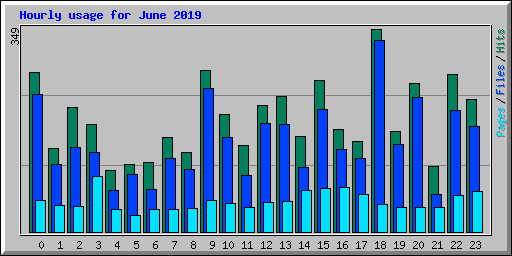 Hourly usage for June 2019
349
Pages / Files / Hits
0 1 2 3 4 5 6 7 8 9 10 11 12 13 14 15 16 17 18 19 20 21 22 23